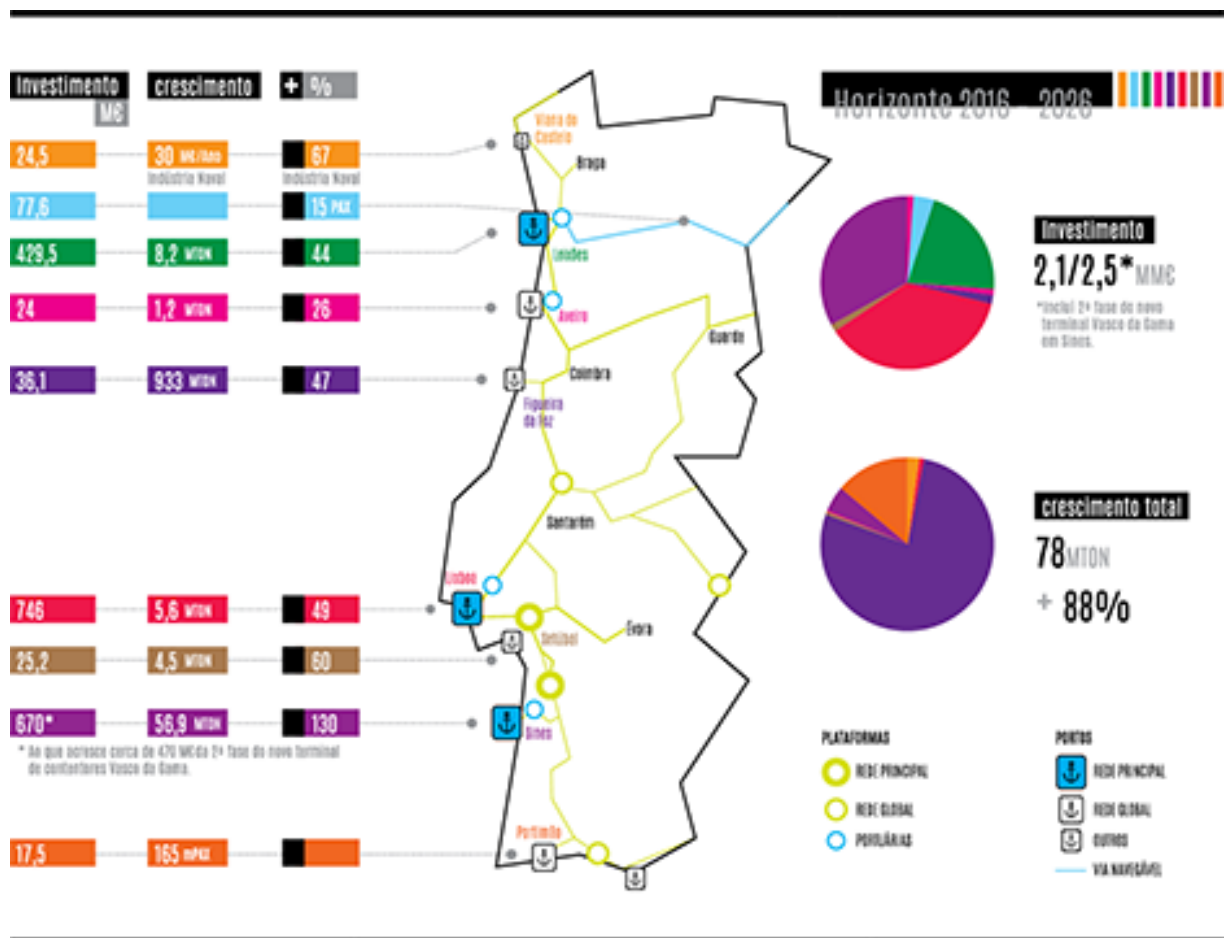 Investimento
M€
crescimento
+ %
Horizonte 2016 - 2026
24,5
30 M€/Ano
Indústria Naval
67
Indústria Naval
77,6
15 PAX
429,5
8,2 MTON
44
24
1,2 MTON
26
36,1
933 MTON
47
746
5,6 MTON
49
25,2
4,5 MTON
60
670*
56,9 MTON
130
* Ao que acresce cerca de 470 M€ da 2ª fase do novo terminal
de contentores Vasco da Gama.
17,5
165 mPAX
Viana do
Castelo
Braga
Leixões
Aveiro
Guarda
Coimbra
Figueira
da Foz
Santarém
Lisboa
Évora
Setúbal
Sines
Portimão
Investimento
2,1/2,5* MM€
*Inclui 2ª fase do novo
terminal Vasco da Gama
em Sines.
crescimento total
78 MTON
+ 88%
PLATAFORMAS
REDE PRINCIPAL
REDE GLOBAL
PORTUÁRIAS
PORTOS
REDE PRINCIPAL
REDE GLOBAL
OUTROS
VIA NAVEGÁVEL